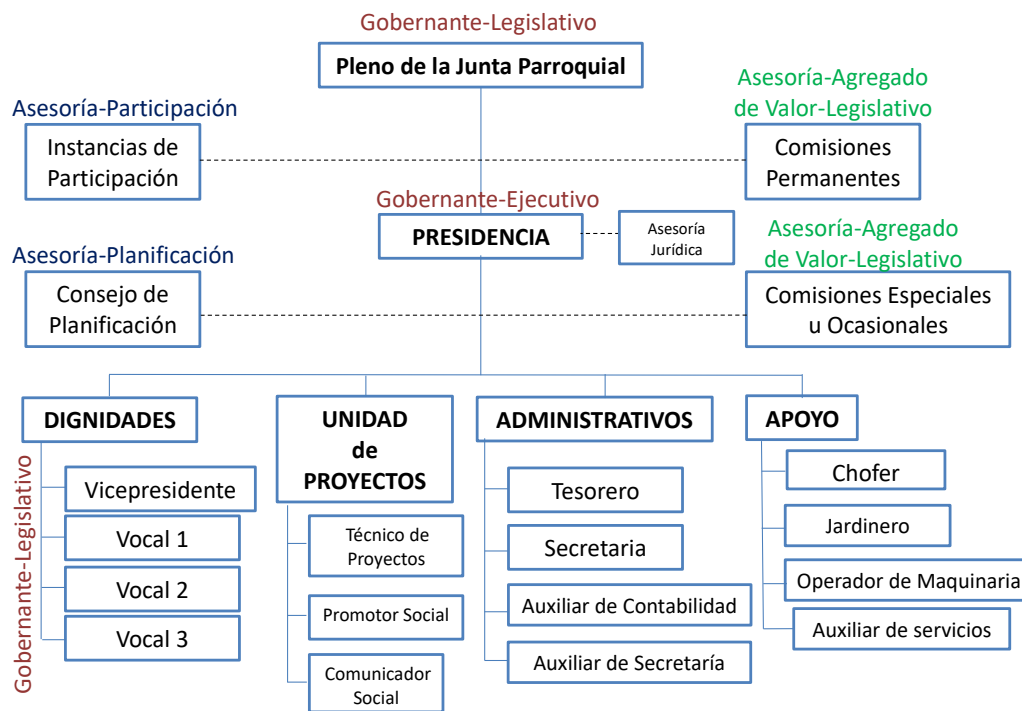 Gobernante-Legislativo
Pleno de la Junta Parroquial
Asesoría-Participación
Instancias de
Participación
Asesoría-Agregado
de Valor-Legislativo
Comisiones
Permanentes
Gobernante-Ejecutivo
PRESIDENCIA
Asesoría
Jurídica
Asesoría-Planificación
Consejo de
Planificación
Asesoría-Agregado
de Valor-Legislativo
Comisiones Especiales
u Ocasionales
DIGNIDADES
Gobernante-Legislativo
Vicepresidente
Vocal 1
Vocal 2
Vocal 3
UNIDAD
de
PROYECTOS
Técnico de
Proyectos
Promotor Social
Comunicador
Social
ADMINISTRATIVOS
Tesorero
Secretaria
Auxiliar de Contabilidad
Auxiliar de Secretaría
APOYO
Chofer
Jardinero
Operador de Maquinaria
Auxiliar de servicios